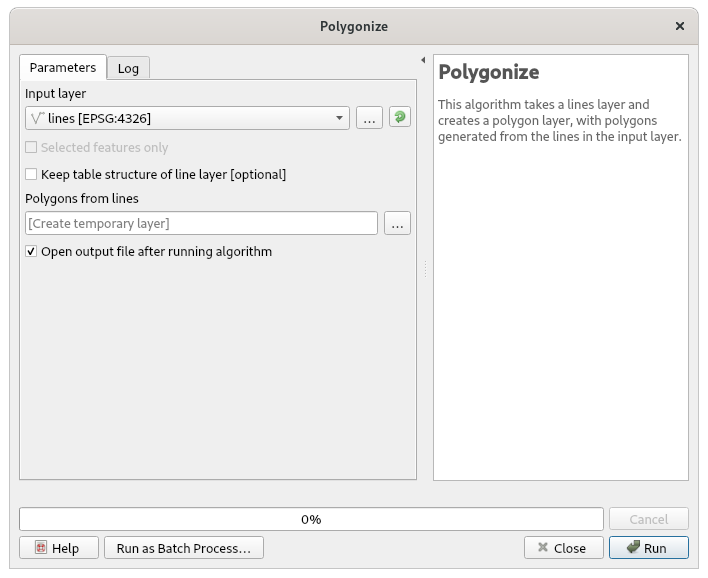 Polygonize
Parameters
Log
Input layer
lines [EPSG:4326]
...
Selected features only
Keep table structure of line layer [optional]
Polygons from lines
[Create temporary layer]
...
Open output file after running algorithm
Polygonize
This algorithm takes a lines layer and
creates a polygon layer, with polygons
generated from the lines in the input layer.
0%
Cancel
Help
Run as Batch Process...
Close
Run